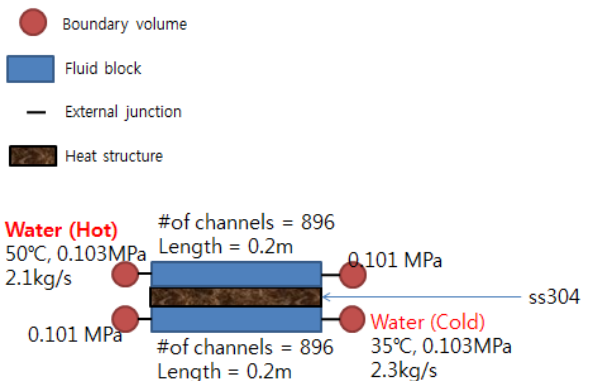 Boundary volume
Fluid block
External junction
Heat structure
Water (Hot)
50℃, 0.103MPa
2.1kg/s
#of channels = 896
Length = 0.2m
0.101 MPa
ss304
0.101 MPa
Water (Cold)
35℃, 0.103MPa
2.3kg/s
#of channels = 896
Length = 0.2m